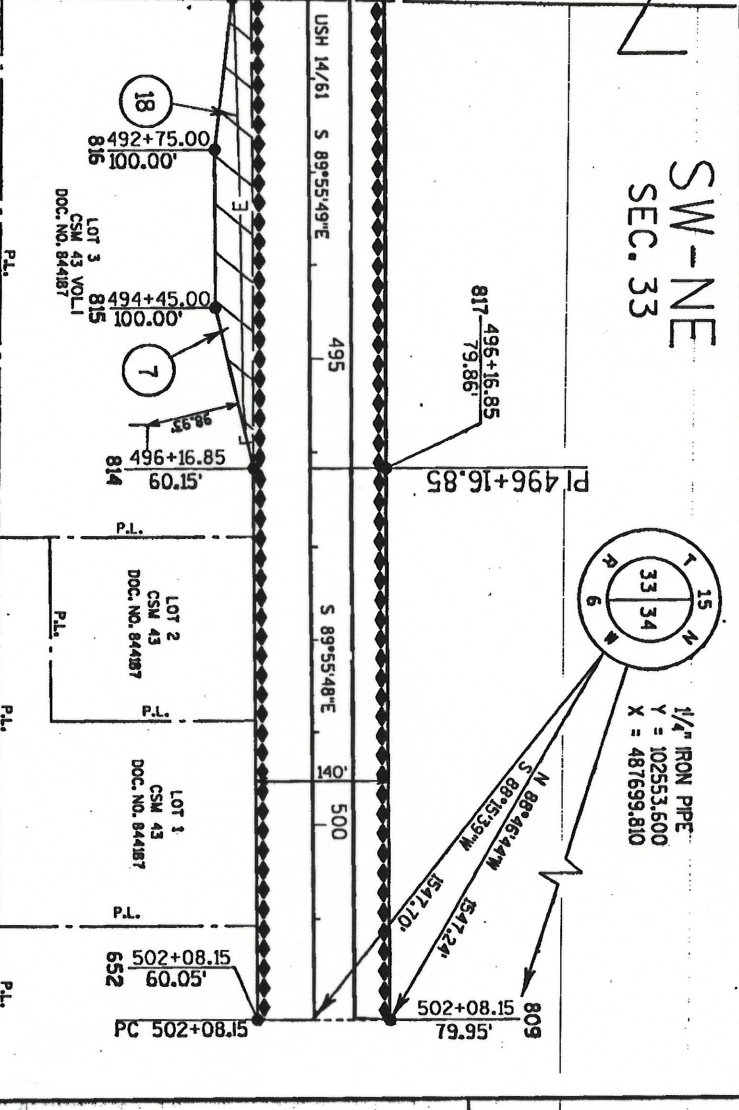 SW-NE
SEC. 33
USH 14/61 S 89°55'49"E
18
492+75.00
100.00'
816
E
LOT 3
CSM 43 VOL.1
DOC. NO. 844187
P.L.
494+45.00
100.00'
815
7
495
817
496+16.85
79.86'
98.93'
496+16.85
60.15'
814
PI 496+16.85
T 15 N
R 6 W
33 34
1/4" IRON PIPE
Y = 102553.600
X = 487699.810
P.L.
LOT 2
CSM 43
DOC. NO. 844187
P.L.
P.L.
P.L.
S 89°55'48"E
140'
500
N 88°46'44"W 1547.24'
S 88°15'39"W 1547.70'
LOT 1
CSM 43
DOC. NO. 844187
P.L.
P.L.
502+08.15
60.05'
652
PC 502+08.15
502+08.15
79.95'
809